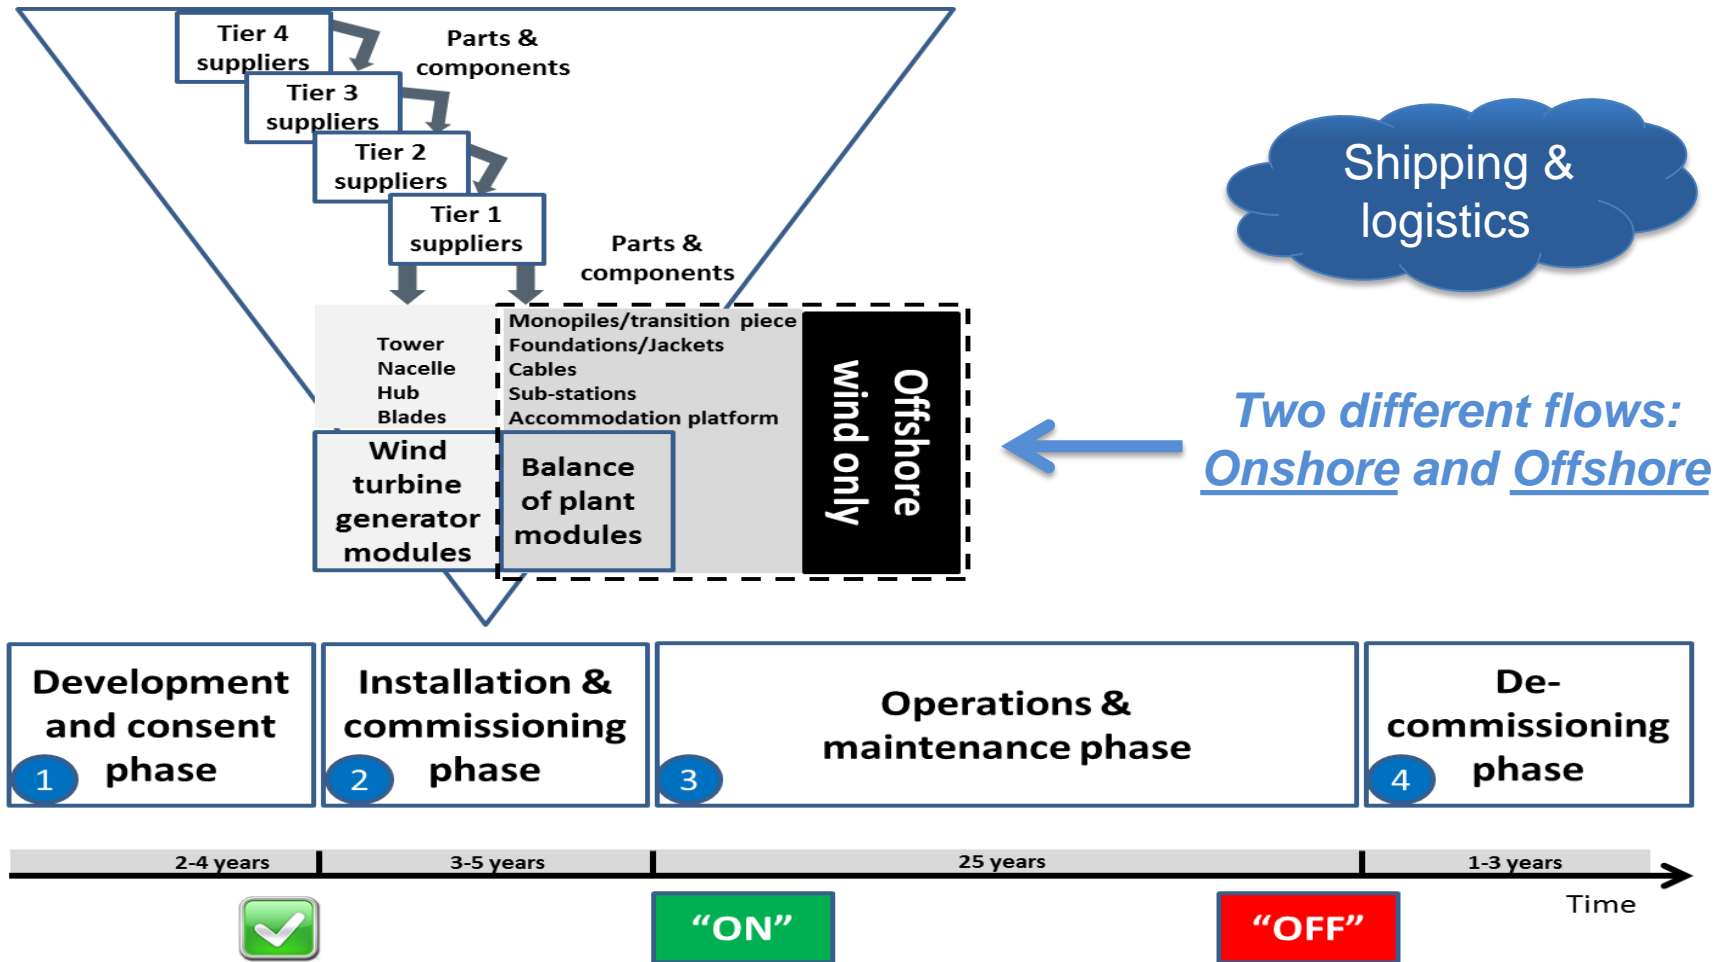 Tier 4
suppliers
Parts &
components
Tier 3
suppliers
Tier 2
suppliers
Tier 1
suppliers
Parts &
components
Shipping &
logistics
Tower
Nacelle
Hub
Blades
Monopiles/transition piece
Foundations/Jackets
Cables
Sub-stations
Accommodation platform
Offshore
wind only
Wind
turbine
generator
modules
Balance
of plant
modules
Two different flows:
Onshore and Offshore
Development
and consent
phase
1
Installation &
commissioning
phase
2
Operations &
maintenance phase
3
De-
commissioning
phase
4
2-4 years
3-5 years
25 years
1-3 years
Time
“ON”
“OFF”